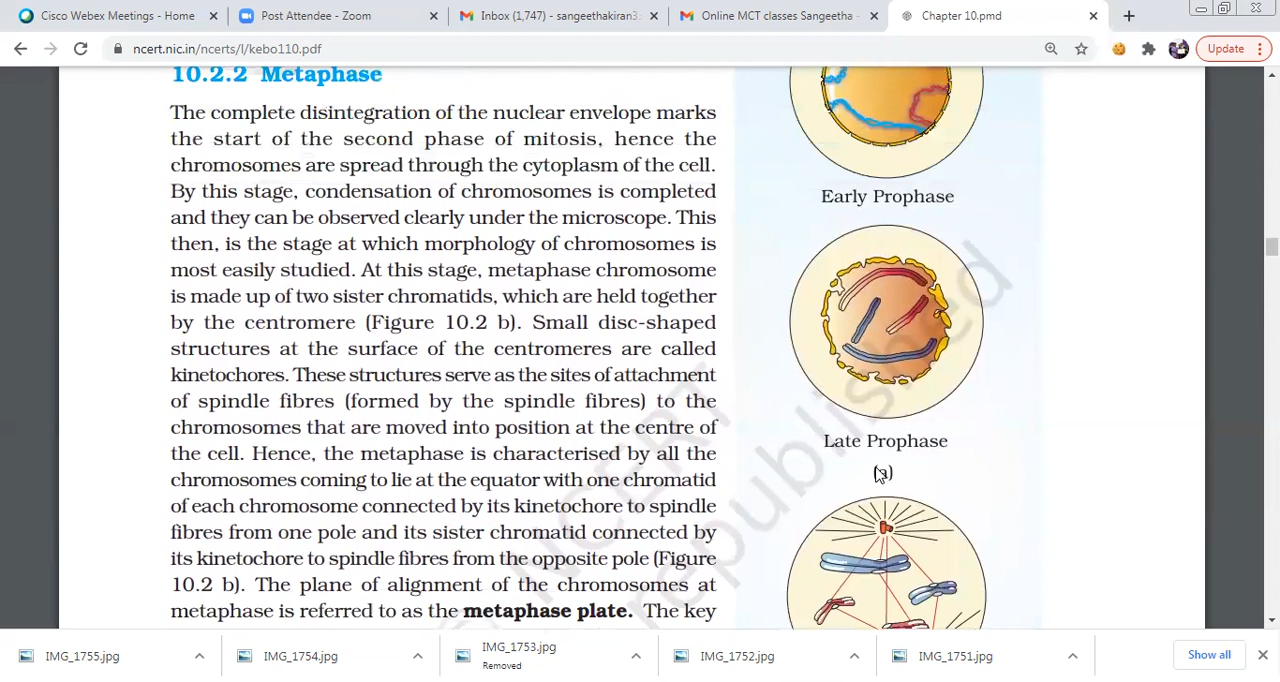 Cisco Webex Meetings - Home
Post Attendee - Zoom
Inbox (1,747) - sangeethakiran3
Online MCT classes Sangeetha -
Chapter 10.pmd
ncert.nic.in/ncerts/l/kebo110.pdf
Update
10.2.2 Metaphase
The complete disintegration of the nuclear envelope marks
the start of the second phase of mitosis, hence the
chromosomes are spread through the cytoplasm of the cell.
By this stage, condensation of chromosomes is completed
and they can be observed clearly under the microscope. This
then, is the stage at which morphology of chromosomes is
most easily studied. At this stage, metaphase chromosome
is made up of two sister chromatids, which are held together
by the centromere (Figure 10.2 b). Small disc-shaped
structures at the surface of the centromeres are called
kinetochores. These structures serve as the sites of attachment
of spindle fibres (formed by the spindle fibres) to the
chromosomes that are moved into position at the centre of
the cell. Hence, the metaphase is characterised by all the
chromosomes coming to lie at the equator with one chromatid
of each chromosome connected by its kinetochore to spindle
fibres from one pole and its sister chromatid connected by
its kinetochore to spindle fibres from the opposite pole (Figure
10.2 b). The plane of alignment of the chromosomes at
metaphase is referred to as the metaphase plate. The key
Early Prophase
Late Prophase
(a)
NCERT
republished
IMG_1755.jpg
IMG_1754.jpg
IMG_1753.jpg
Removed
IMG_1752.jpg
IMG_1751.jpg
Show all